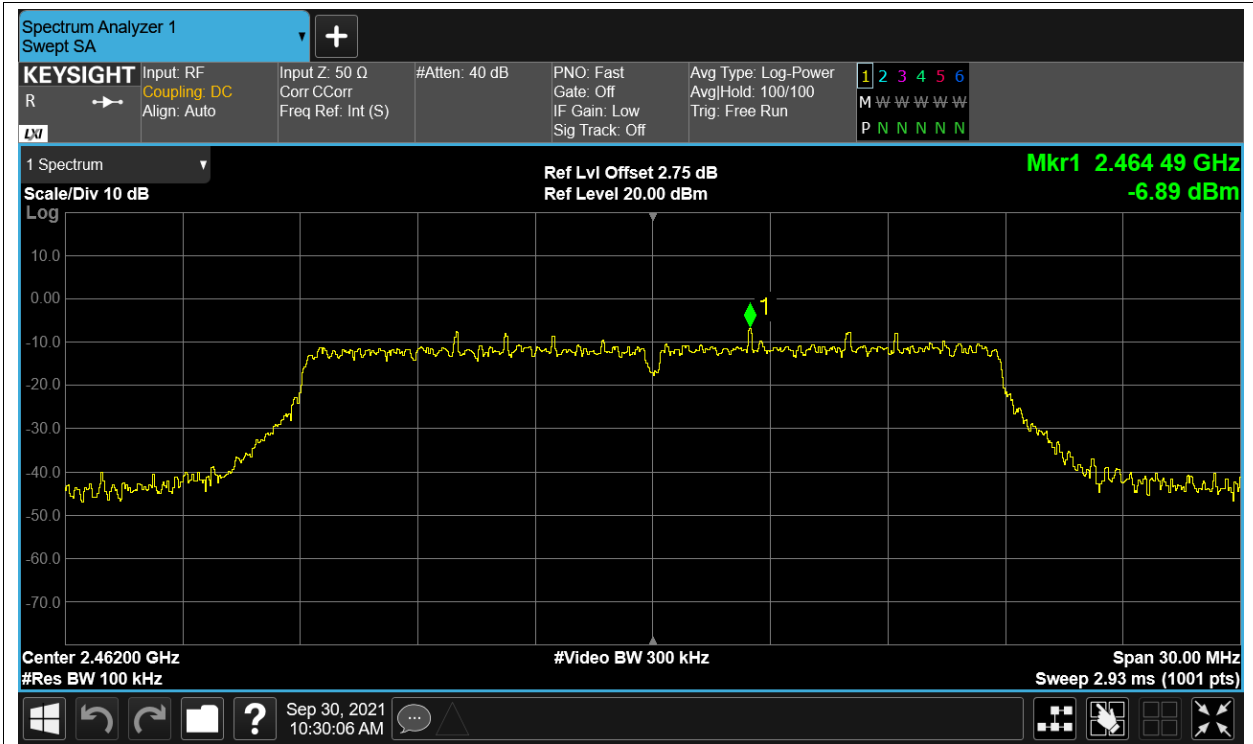 Spectrum Analyzer 1
Swept SA
KEYSIGHT
R
LXI
Input: RF
Coupling: DC
Align: Auto
Input Z: 50 Ω
Corr CCorr
Freq Ref: Int (S)
#Atten: 40 dB
PNO: Fast
Gate: Off
IF Gain: Low
Sig Track: Off
Avg Type: Log-Power
Avg|Hold: 100/100
Trig: Free Run
1 2 3 4 5 6
M W W W W W
P N N N N N
1 Spectrum
Scale/Div 10 dB
Log
Ref Lvl Offset 2.75 dB
Ref Level 20.00 dBm
Mkr1 2.464 49 GHz
-6.89 dBm
10.0
0.00
-10.0
-20.0
-30.0
-40.0
-50.0
-60.0
-70.0
1
Center 2.46200 GHz
#Res BW 100 kHz
#Video BW 300 kHz
Span 30.00 MHz
Sweep 2.93 ms (1001 pts)
?
Sep 30, 2021
10:30:06 AM